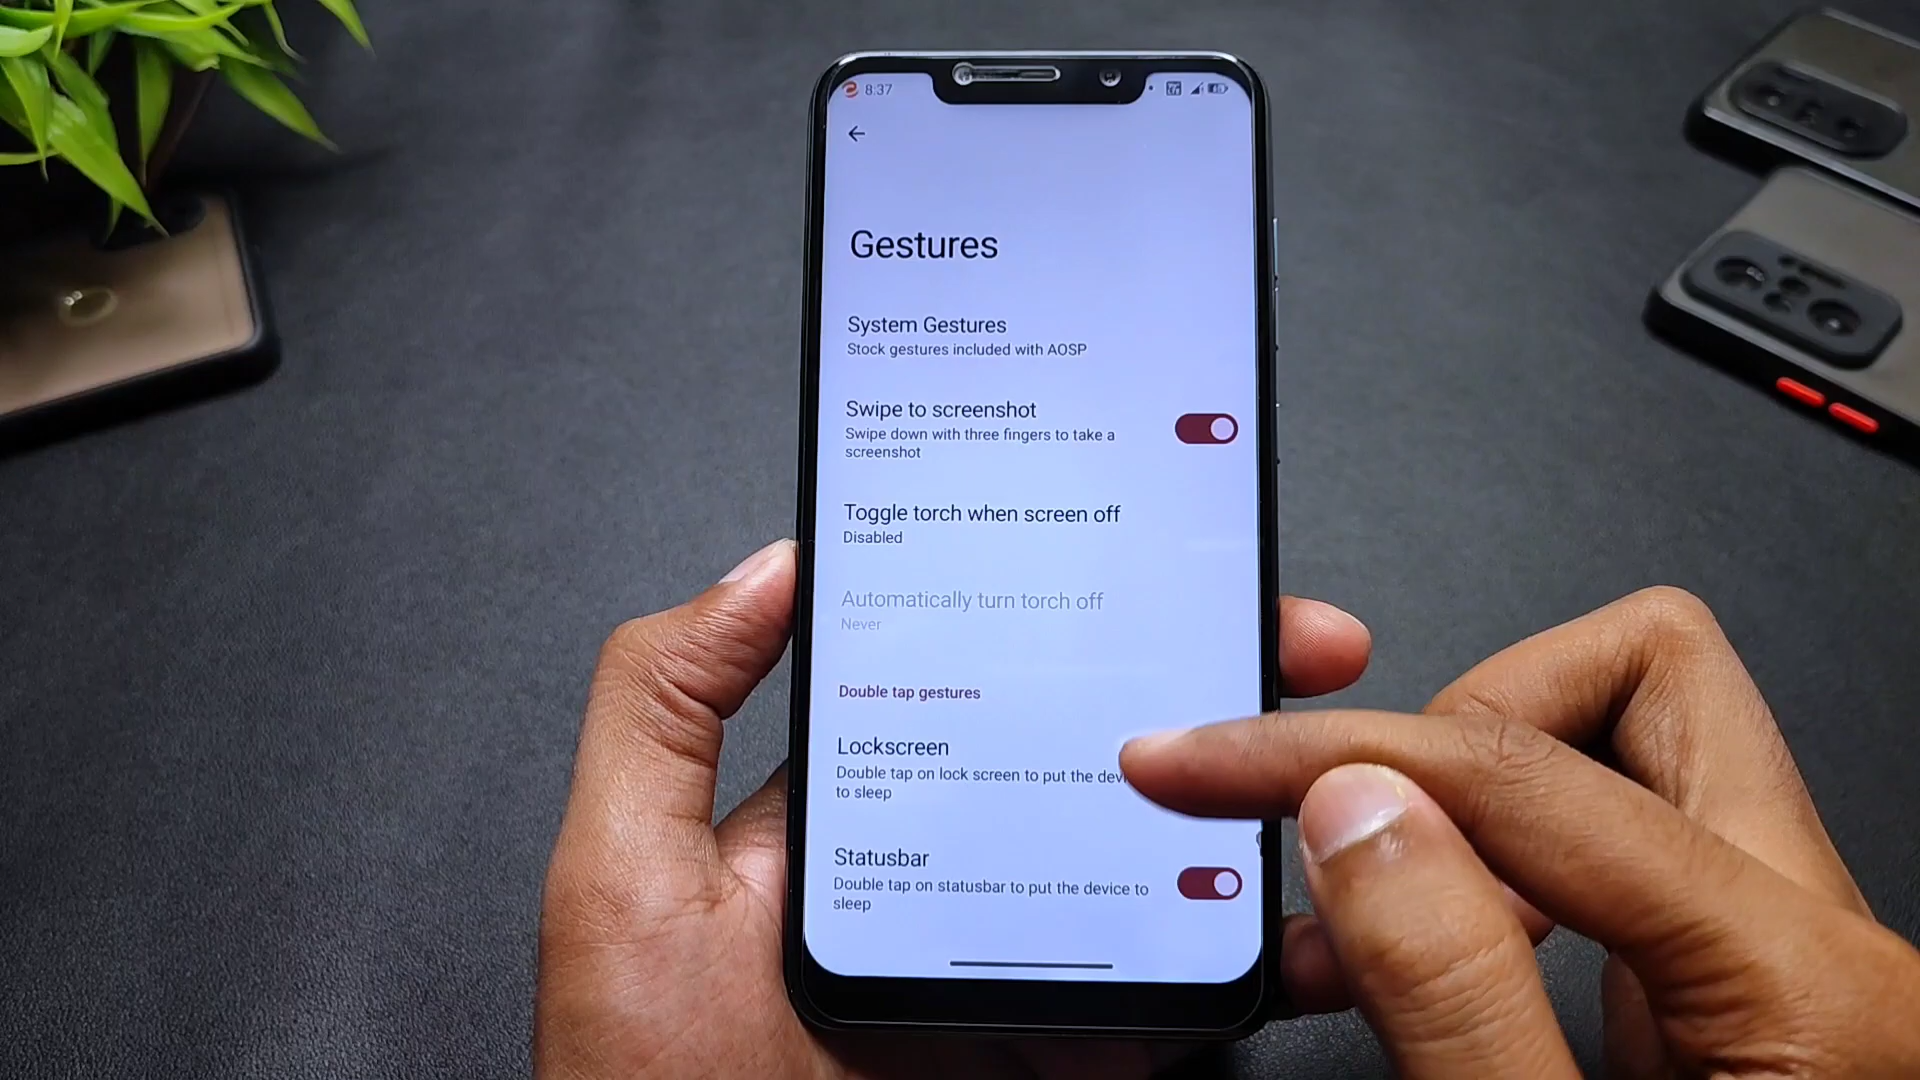 8:37
Gestures
System Gestures
Stock gestures included with AOSP
Swipe to screenshot
Swipe down with three fingers to take a
screenshot
Toggle torch when screen off
Disabled
Automatically turn torch off
Never
Double tap gestures
Lockscreen
Double tap on lock screen to put the
to sleep
Statusbar
Double tap on statusbar to put the device to
sleep